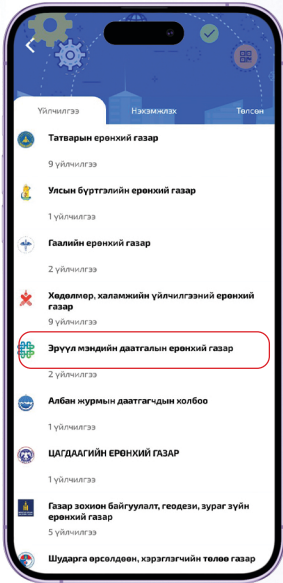 Үйлчилгээ Нэхэмжлэх Төлсөн
Татварын ерөнхий газар
9 үйлчилгээ
Улсын бүртгэлийн ерөнхий газар
1 үйлчилгээ
Гаалийн ерөнхий газар
2 үйлчилгээ
Хөдөлмөр, халамжийн үйлчилгээний ерөнхий
газар
9 үйлчилгээ
Эрүүл мэндийн даатгалын ерөнхий газар
2 үйлчилгээ
Албан журмын даатгагчдын холбоо
1 үйлчилгээ
ЦАГДААГИЙН ЕРӨНХИЙ ГАЗАР
1 үйлчилгээ
Газар зохион байгуулалт, геодези, зураг зүйн
ерөнхий газар
5 үйлчилгээ
Шударга өрсөлдөөн, хэрэглэгчийн төлөө газар